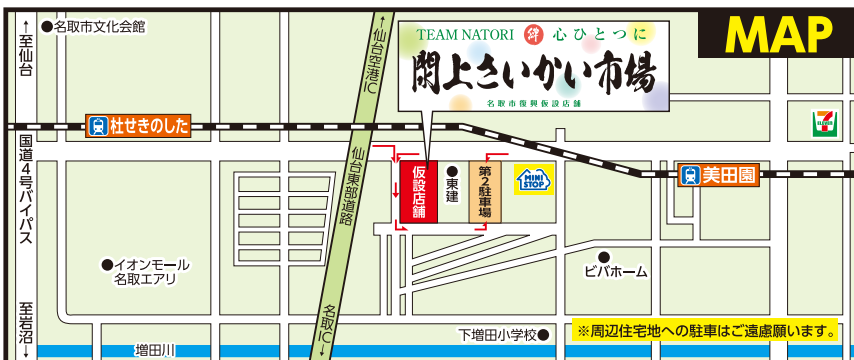 ↑至仙台
●名取市文化会館
↑仙台空港IC
TEAM NATORI 絆 心ひとつに
閖上さいかい市場
名取市復興仮設店舗
MAP
杜せきのした
7 ELEVEN
国道4号バイパス
仙台東部道路
仮設店舗
●東建
第2駐車場
MINI STOP
美田園
●イオンモール
名取エアリ
●
ビバホーム
至岩沼↓
名取IC↓
下増田小学校●
※周辺住宅地への駐車はご遠慮願います。
増田川